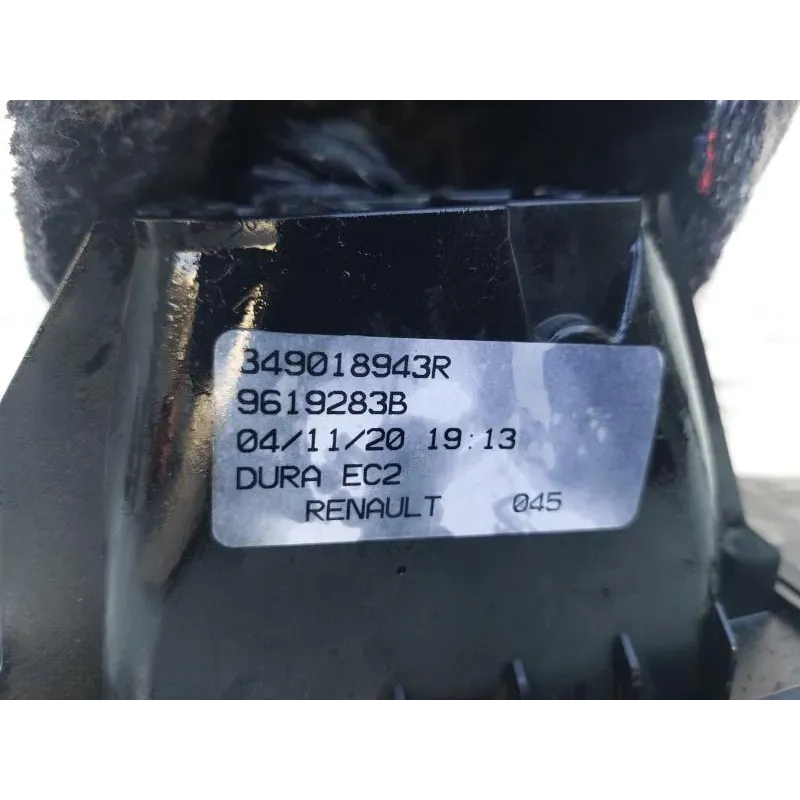 349018943R
9619283B
04/11/20 19:13
DURA EC2
RENAULT 045